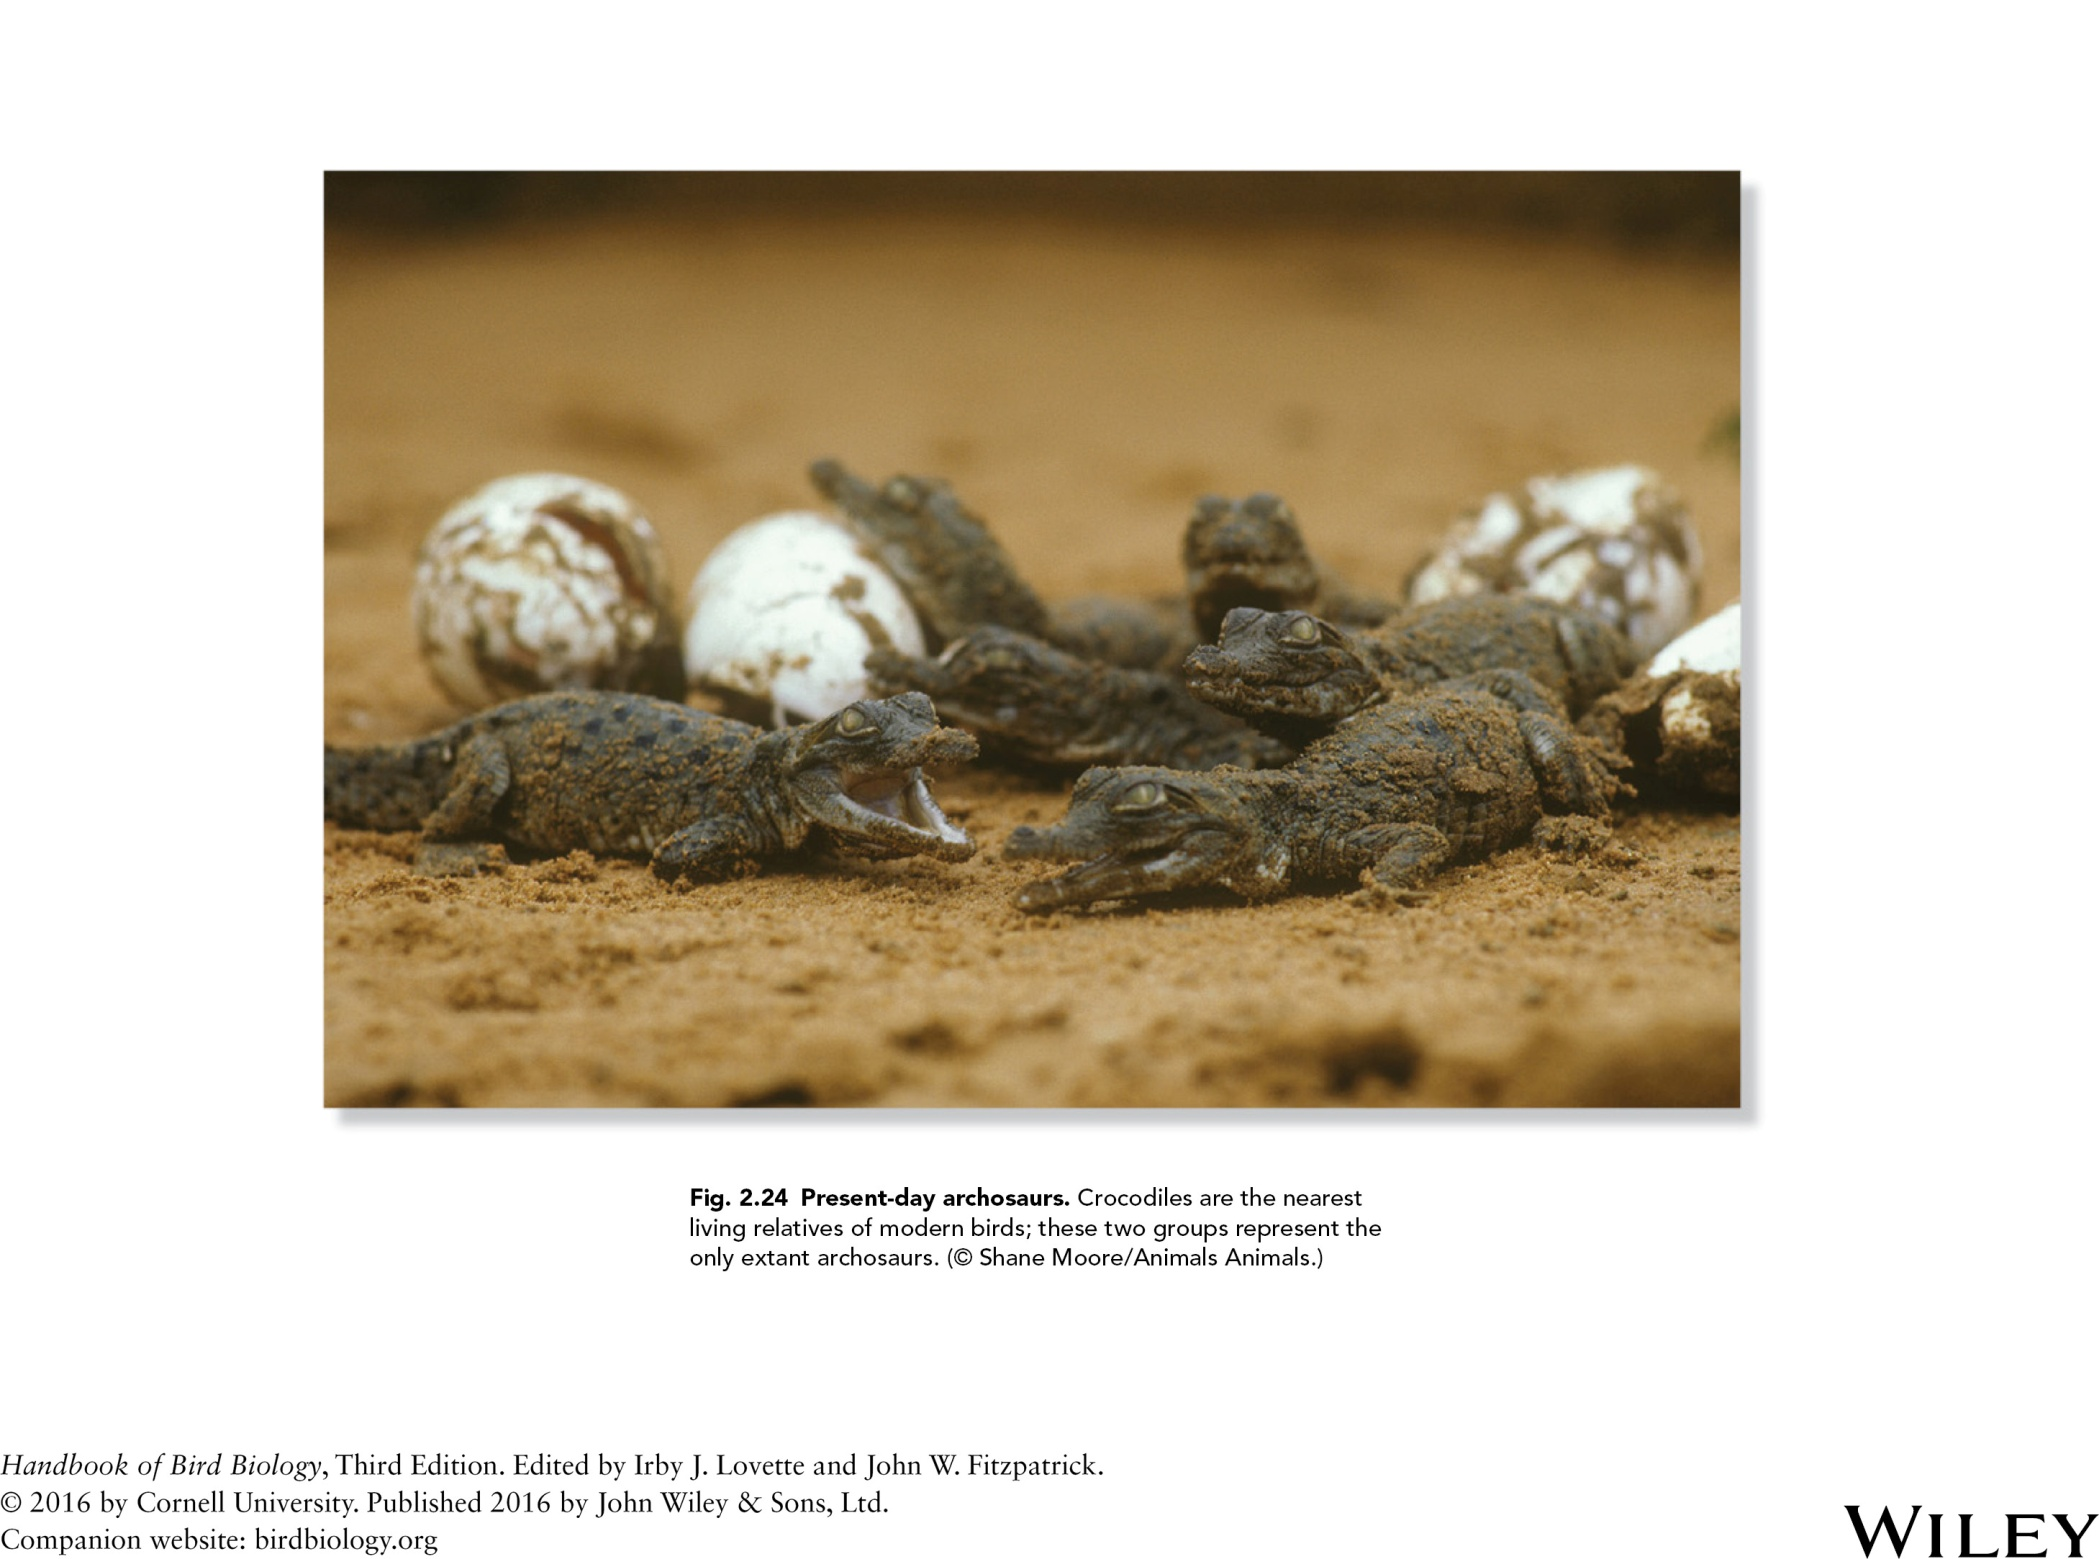 Fig. 2.24 Present-day archosaurs. Crocodiles are the nearest
living relatives of modern birds; these two groups represent the
only extant archosaurs. (© Shane Moore/Animals Animals.)
Handbook of Bird Biology, Third Edition. Edited by Irby J. Lovette and John W. Fitzpatrick.
© 2016 by Cornell University. Published 2016 by John Wiley & Sons, Ltd.
Companion website: birdbiology.org
WILEY